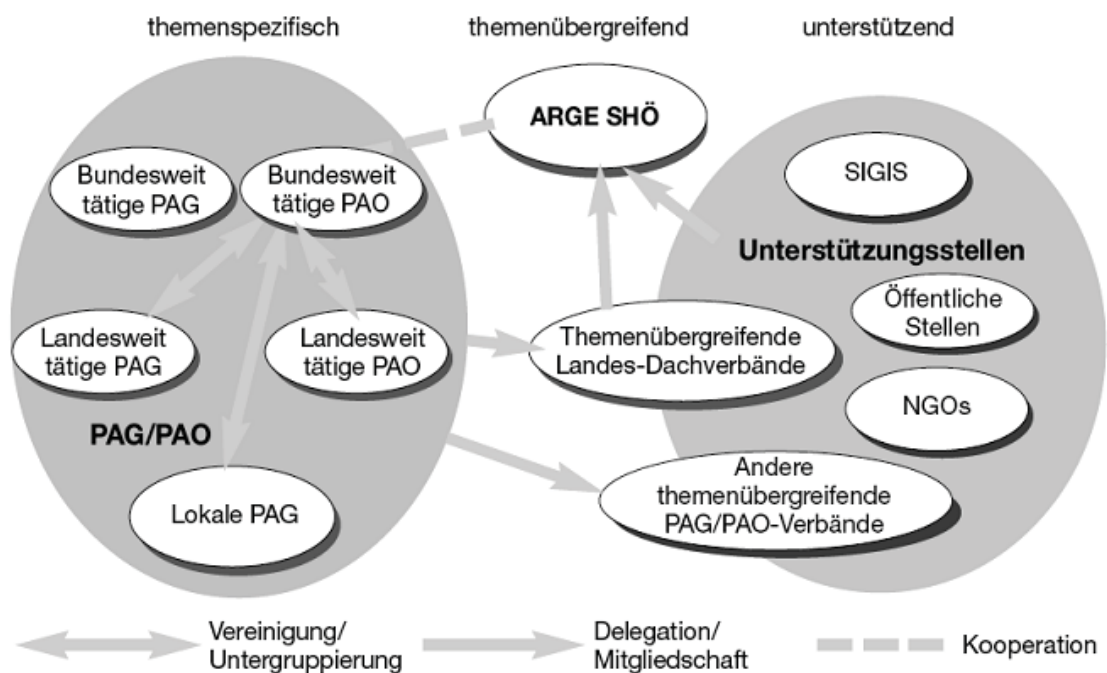 themenspezifisch
themenübergreifend
unterstützend
ARGE SHÖ
Bundesweit
tätige PAG
Bundesweit
tätige PAO
SIGIS
Unterstützungsstellen
Öffentliche
Stellen
Landesweit
tätige PAG
Landesweit
tätige PAO
Themenübergreifende
Landes-Dachverbände
NGOs
PAG/PAO
Lokale PAG
Andere
themenübergreifende
PAG/PAO-Verbände
Vereinigung/
Untergruppierung
Delegation/
Mitgliedschaft
Kooperation